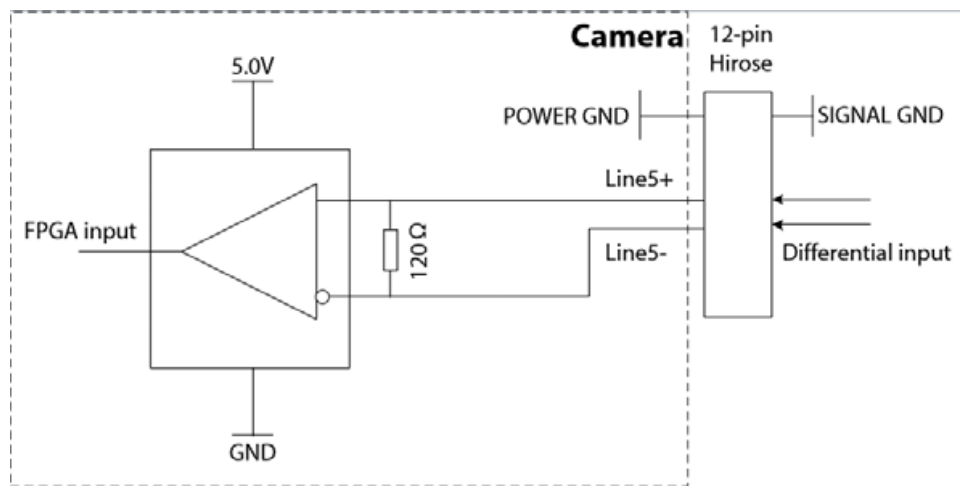 Camera
12-pin
Hirose
5.0V
POWER GND
SIGNAL GND
Line5+
FPGA input
120 Ω
Line5-
Differential input
GND